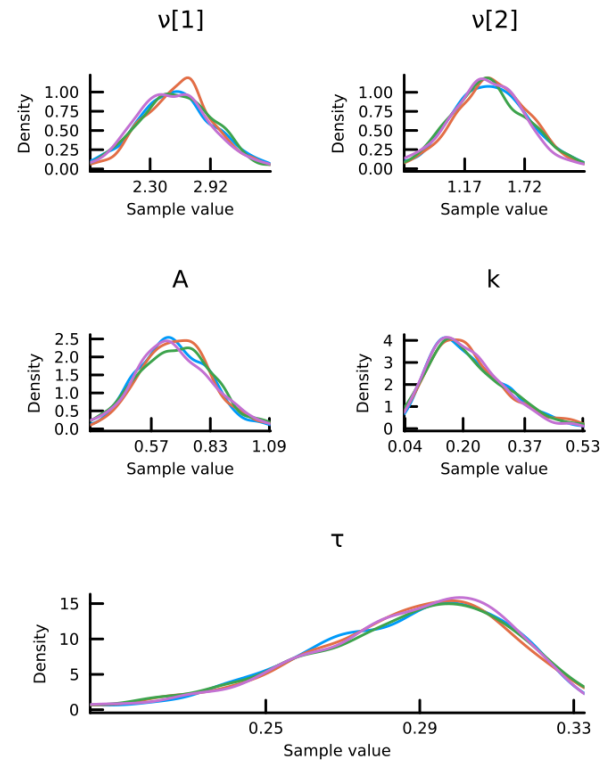 ν[1]
ν[2]
Density
1.00
0.75
0.50
0.25
0.00
2.30 2.92
Sample value
Density
1.00
0.75
0.50
0.25
0.00
1.17 1.72
Sample value
A
k
Density
2.5
2.0
1.5
1.0
0.5
0.0
0.57 0.83 1.09
Sample value
Density
4
3
2
1
0
0.04 0.20 0.37 0.53
Sample value
τ
Density
15
10
5
0
0.25 0.29 0.33
Sample value